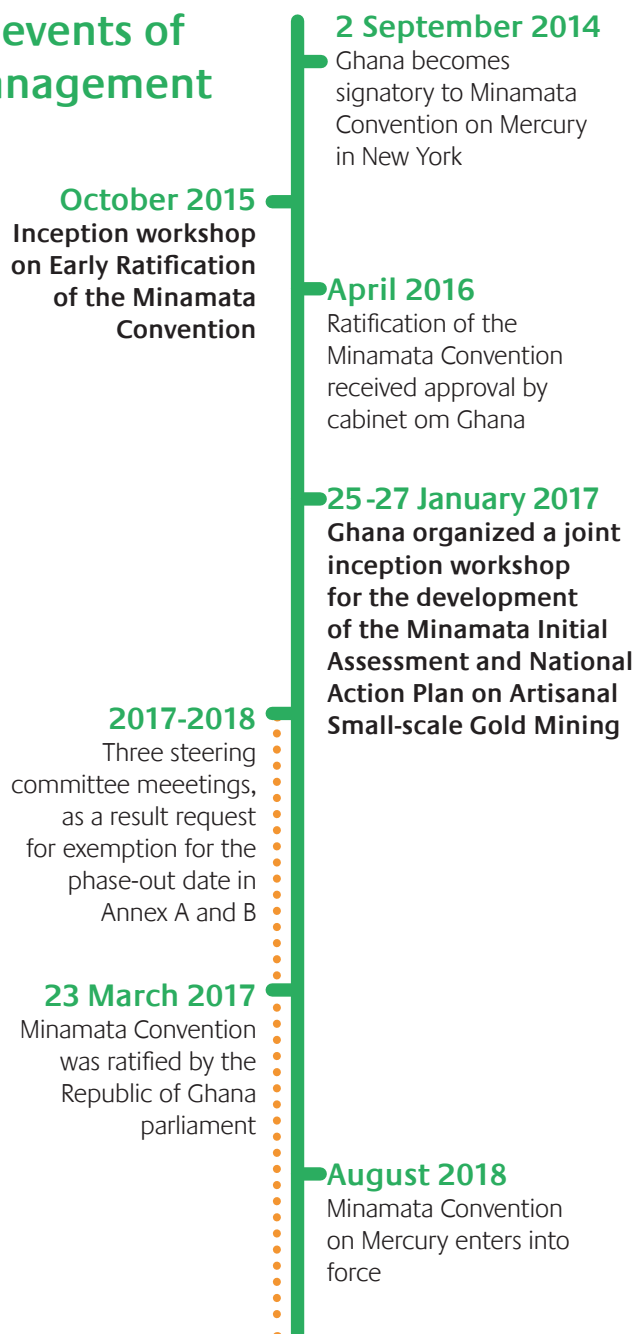 events of
nagement
2 September 2014
Ghana becomes
signatory to Minamata
Convention on Mercury
in New York
October 2015
Inception workshop
on Early Ratification
of the Minamata
Convention
April 2016
Ratification of the
Minamata Convention
received approval by
cabinet om Ghana
25-27 January 2017
Ghana organized a joint
inception workshop
for the development
of the Minamata Initial
Assessment and National
Action Plan on Artisanal
Small-scale Gold Mining
2017-2018
Three steering
committee meeetings,
as a result request
for exemption for the
phase-out date in
Annex A and B
23 March 2017
Minamata Convention
was ratified by the
Republic of Ghana
parliament
August 2018
Minamata Convention
on Mercury enters into
force